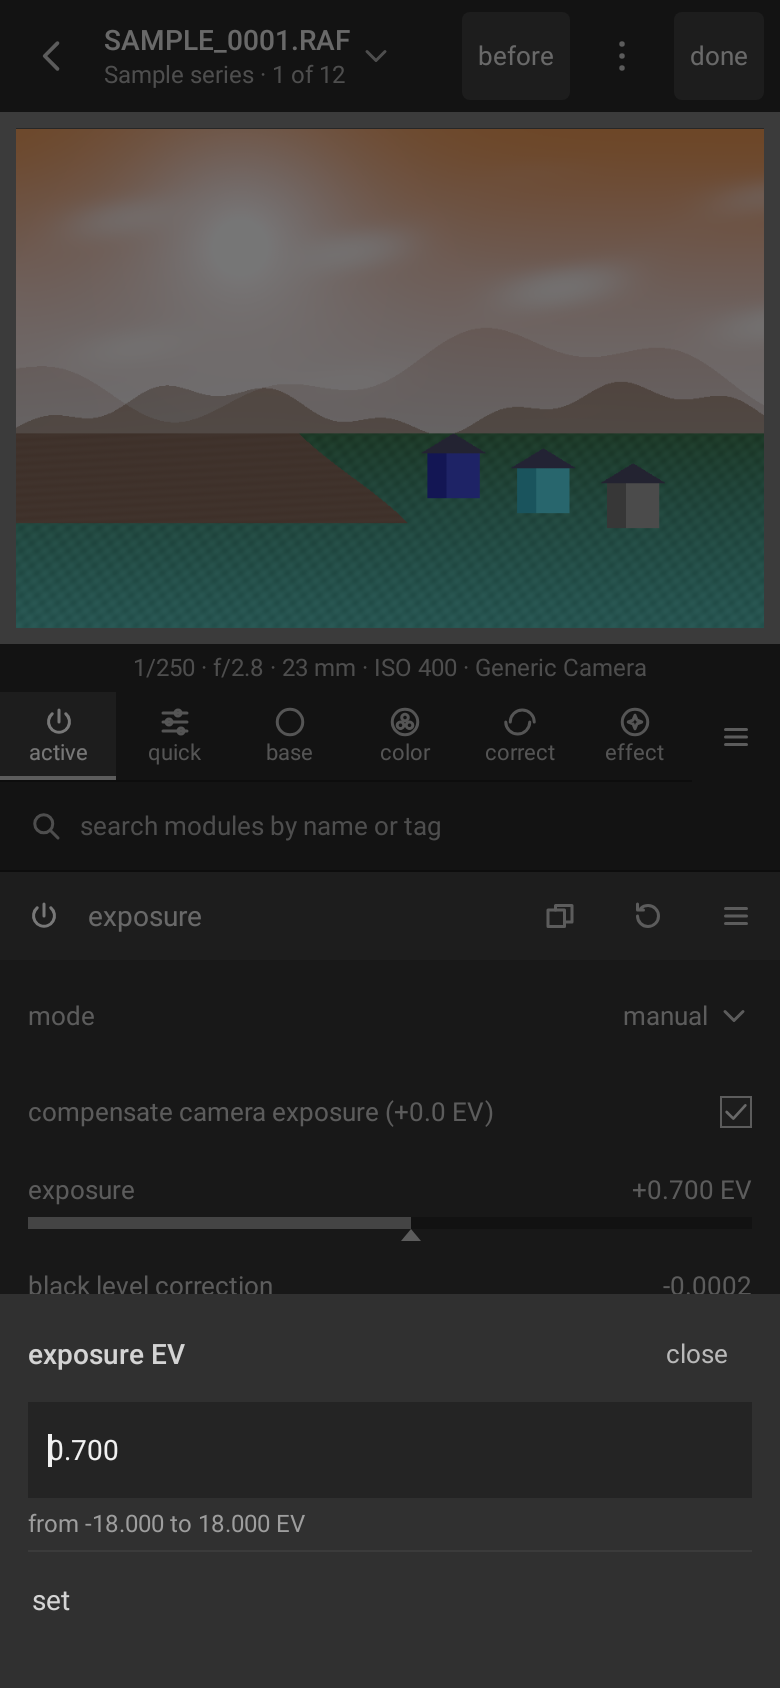 SAMPLE_0001.RAF
Sample series · 1 of 12
before
done
1/250 · f/2.8 · 23 mm · ISO 400 · Generic Camera
active
quick
base
color
correct
effect
search modules by name or tag
exposure
mode
manual
compensate camera exposure (+0.0 EV)
exposure
+0.700 EV
black level correction
-0.0002
exposure EV
close
0.700
from -18.000 to 18.000 EV
set